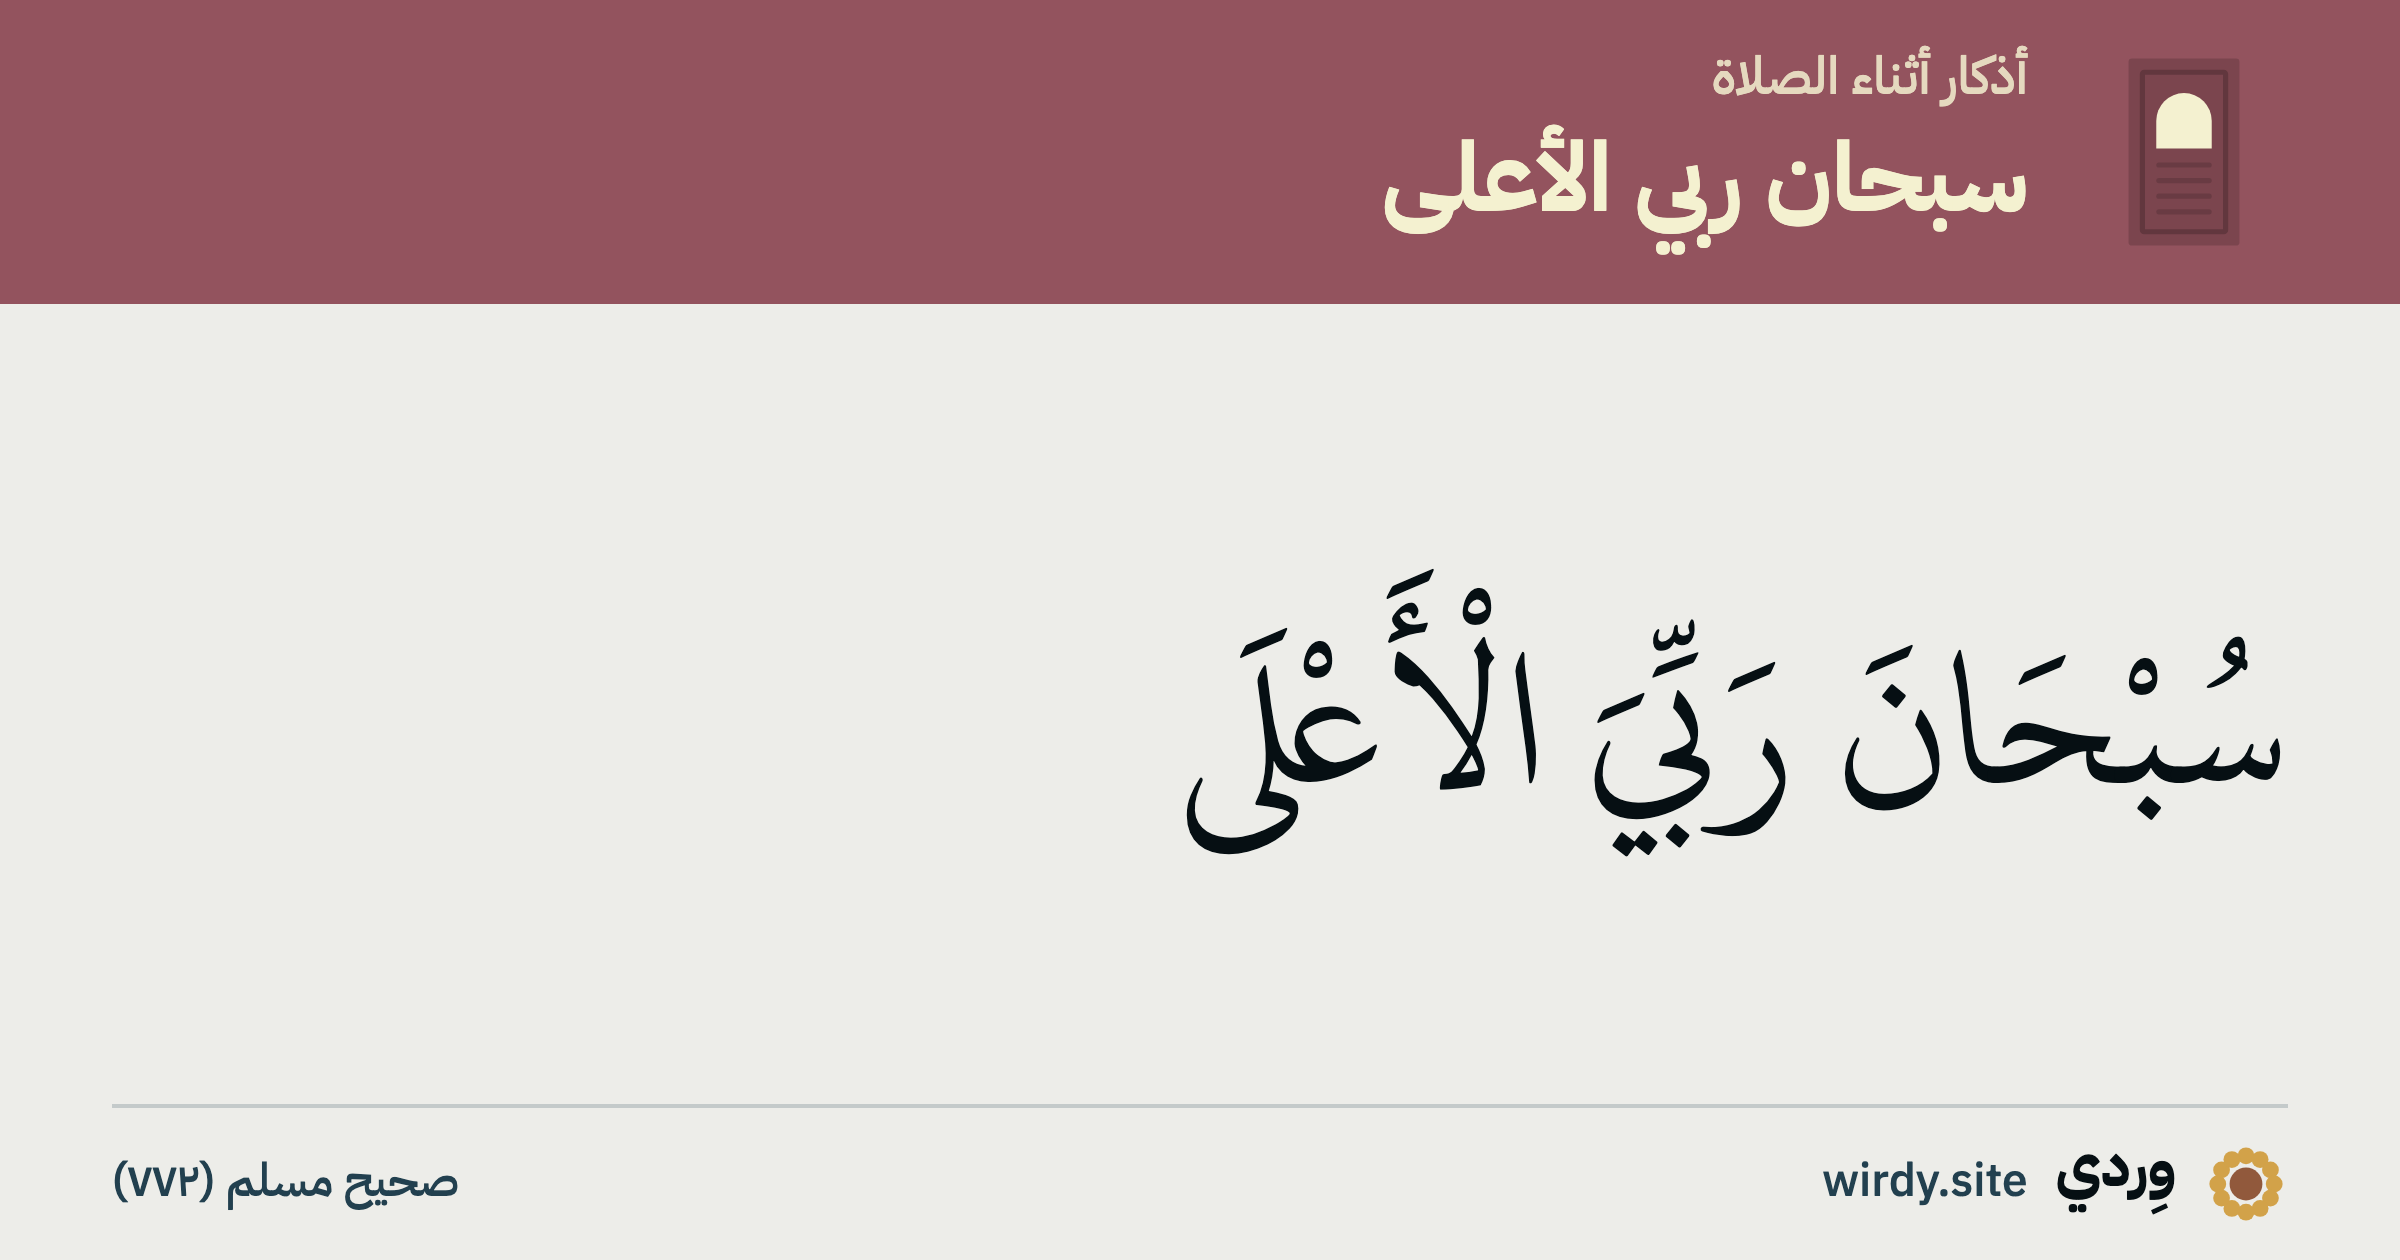 أذكار أثناء الصلاة
سبحان ربي الأعلى
سُبْحَانَ رَبِّيَ الْأَعْلَى
وِردي wirdy.site
صحيح مسلم (٧٧٢)